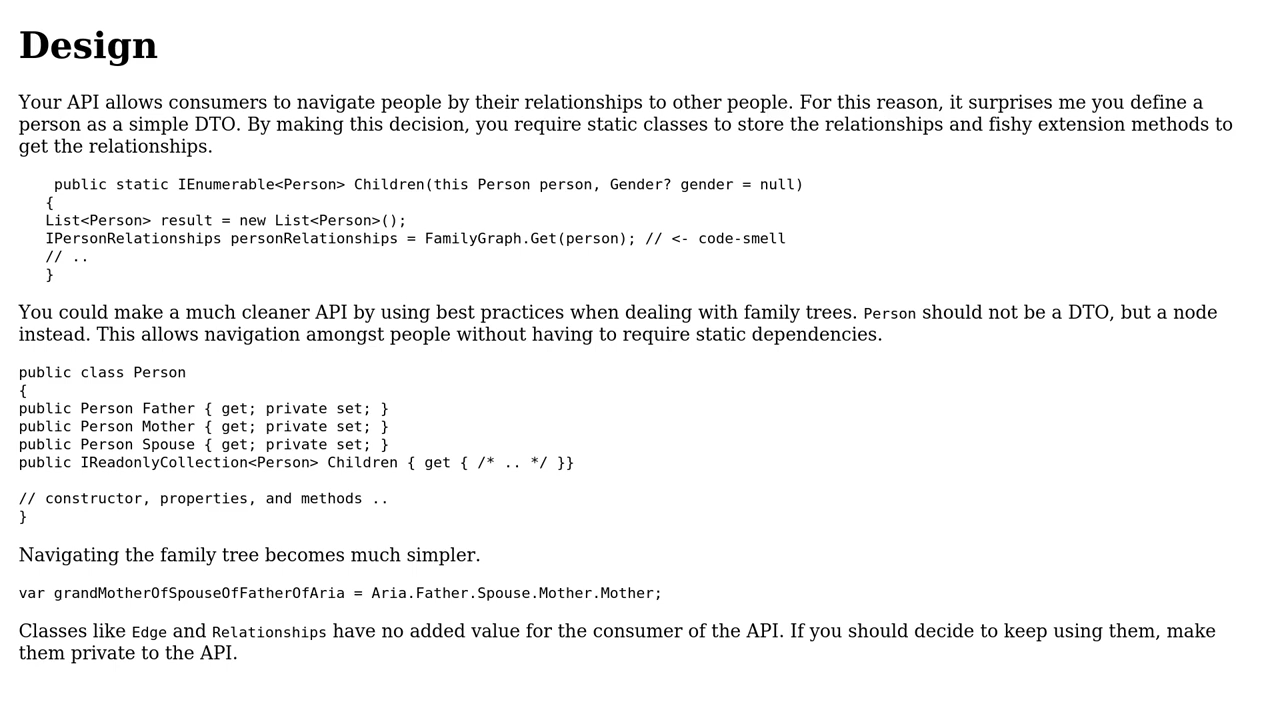 Design
Your API allows consumers to navigate people by their relationships to other people. For this reason, it surprises me you define a
person as a simple DTO. By making this decision, you require static classes to store the relationships and fishy extension methods to
get the relationships.
public static IEnumerable<Person> Children(this Person person, Gender? gender = null)
{
List<Person> result = new List<Person>();
IPersonRelationships personRelationships = FamilyGraph.Get(person); // <- code-smell
// ..
}
You could make a much cleaner API by using best practices when dealing with family trees. Person should not be a DTO, but a node
instead. This allows navigation amongst people without having to require static dependencies.
public class Person
{
public Person Father { get; private set; }
public Person Mother { get; private set; }
public Person Spouse { get; private set; }
public IReadonlyCollection<Person> Children { get { /* .. */ }}
// constructor, properties, and methods ..
}
Navigating the family tree becomes much simpler.
var grandMotherOfSpouseOfFatherOfAria = Aria.Father.Spouse.Mother.Mother;
Classes like Edge and Relationships have no added value for the consumer of the API. If you should decide to keep using them, make
them private to the API.